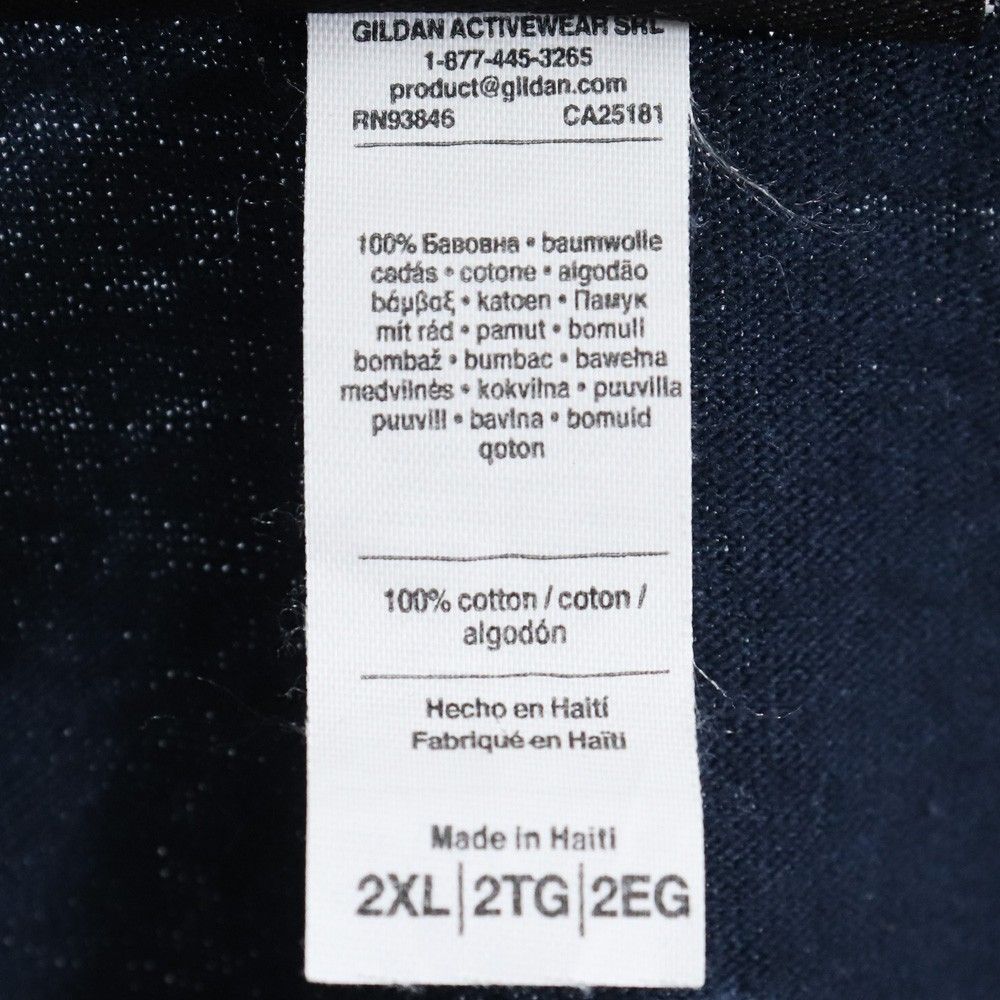 GILDAN ACTIVEWEAR SRL
1-877-445-3265
product@gildan.com
RN93846 CA25181
100% Бавовна • baumwolle
cadás • cotone • algodão
bάμβαξ • katoen • Памук
mít rád • pamut • bomull
bombaž • bumbac • bawełna
medvilnės • kokvilna • puuvilla
puuvill • bavlna • bomuld
qoton
100% cotton / coton /
algodón
Hecho en Haití
Fabriqué en Haïti
Made in Haiti
2XL|2TG|2EG